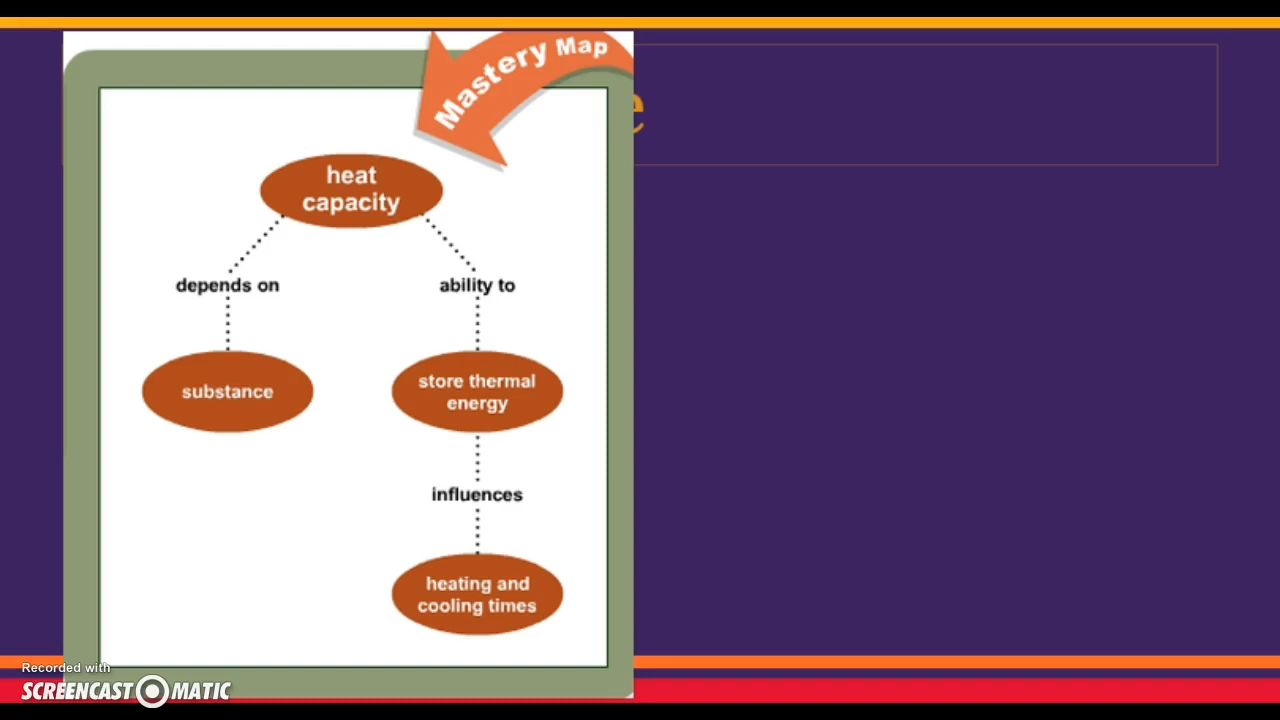 Mastery Map
heat
capacity
depends on
ability to
substance
store thermal
energy
influences
heating and
cooling times
Recorded with
SCREENCAST MATIC